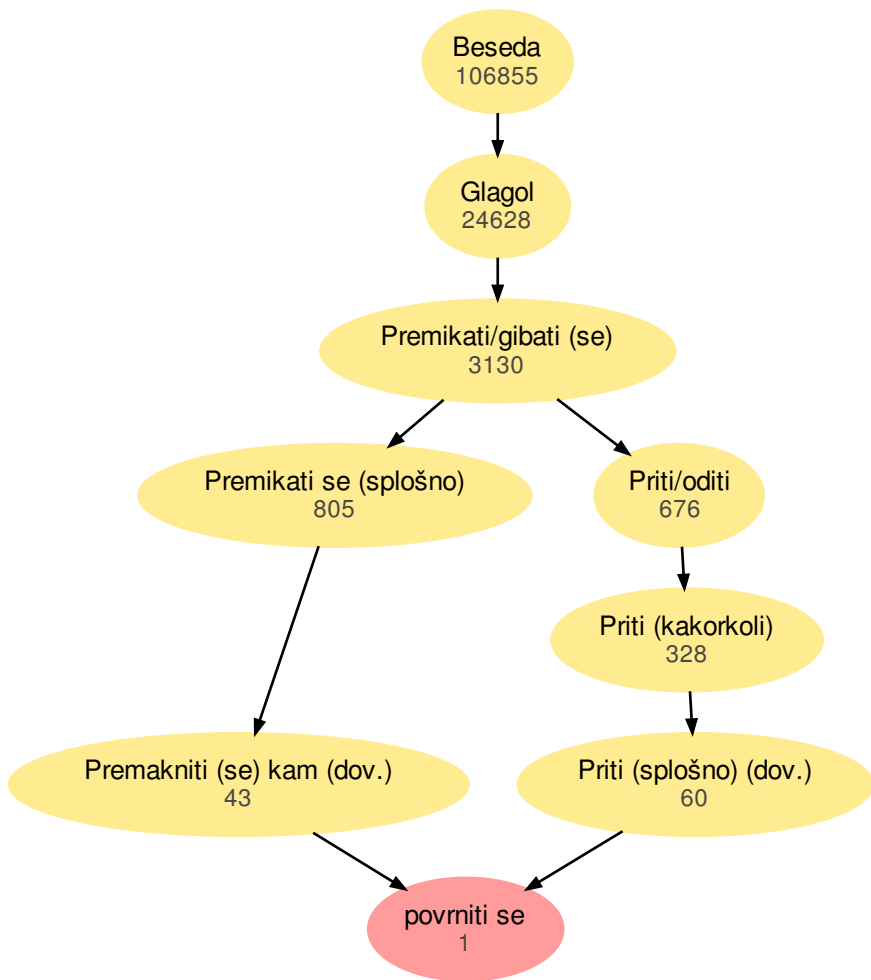 Beseda
106855
Glagol
24628
Premikati/gibati (se)
3130
Premikati se (splošno)
805
Priti/oditi
676
Priti (kakorkoli)
328
Premakniti (se) kam (dov.)
43
Priti (splošno) (dov.)
60
povrniti se
1